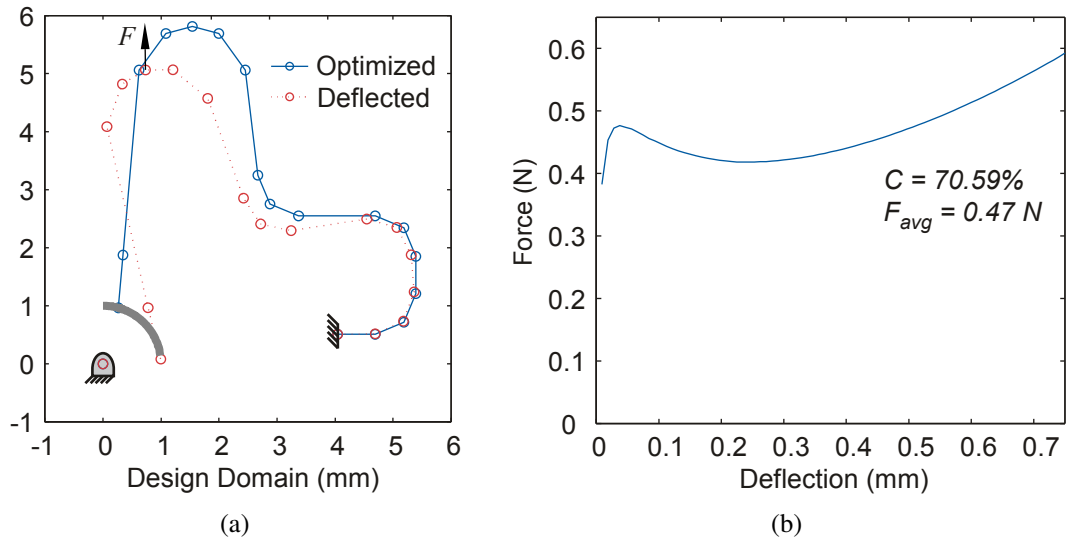 6
5
4
3
2
1
0
-1
F
Optimized
Deflected
-1 0 1 2 3 4 5 6
Design Domain (mm)
(a)
0.6
0.5
0.4
0.3
0.2
0.1
0
Force (N)
C = 70.59%
F_avg = 0.47 N
0 0.1 0.2 0.3 0.4 0.5 0.6 0.7
Deflection (mm)
(b)